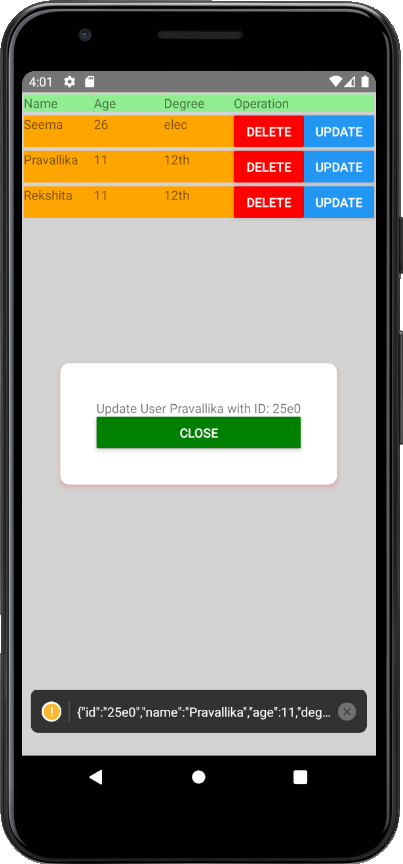 4:01
Name Age Degree Operation
Seema 26 elec DELETE UPDATE
Pravallika 11 12th DELETE UPDATE
Rekshita 11 12th DELETE UPDATE
Update User Pravallika with ID: 25e0
CLOSE
! {"id":"25e0","name":"Pravallika","age":11,"deg...